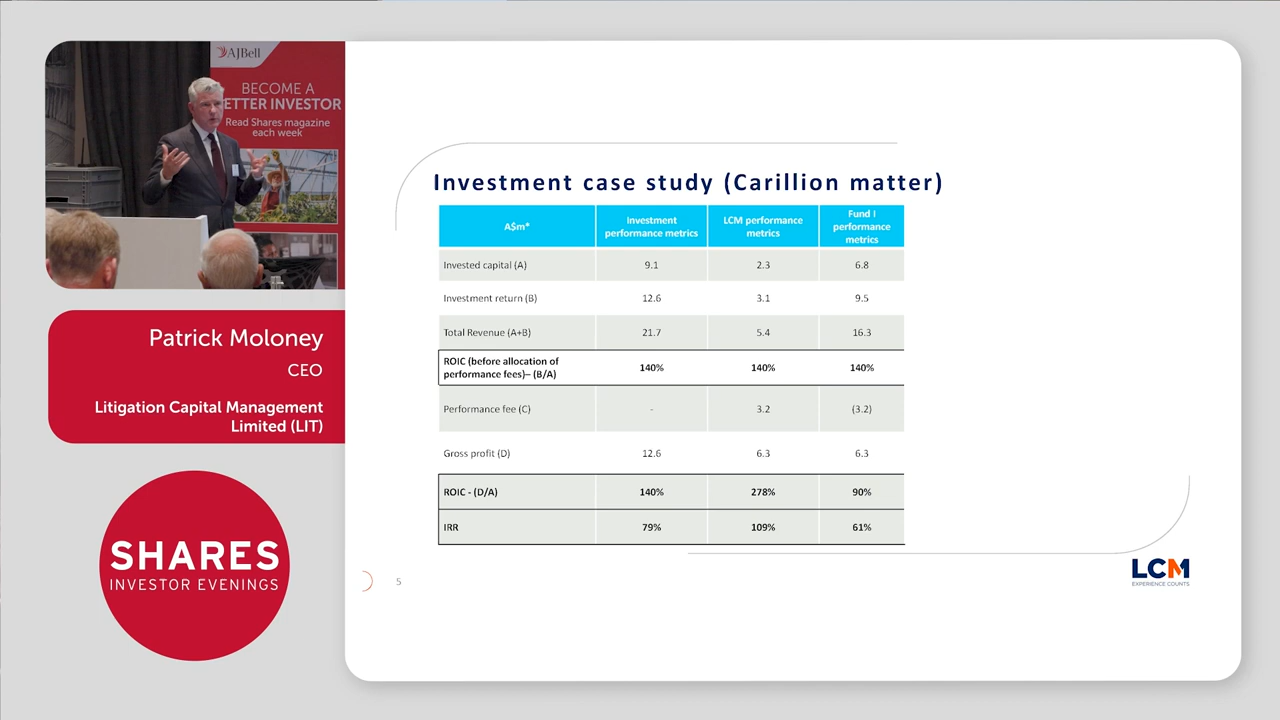 AJBell
BECOME A
ETTER INVESTOR
Read Shares magazine
each week
Patrick Moloney
CEO
Litigation Capital Management
Limited (LIT)
SHARES
INVESTOR EVENINGS
Investment case study (Carillion matter)
A$m* Investment performance metrics LCM performance metrics Fund I performance metrics
Invested capital (A) 9.1 2.3 6.8
Investment return (B) 12.6 3.1 9.5
Total Revenue (A+B) 21.7 5.4 16.3
ROIC (before allocation of performance fees)– (B/A) 140% 140% 140%
Performance fee (C) - 3.2 (3.2)
Gross profit (D) 12.6 6.3 6.3
ROIC - (D/A) 140% 278% 90%
IRR 79% 109% 61%
5
LCM
EXPERIENCE COUNTS